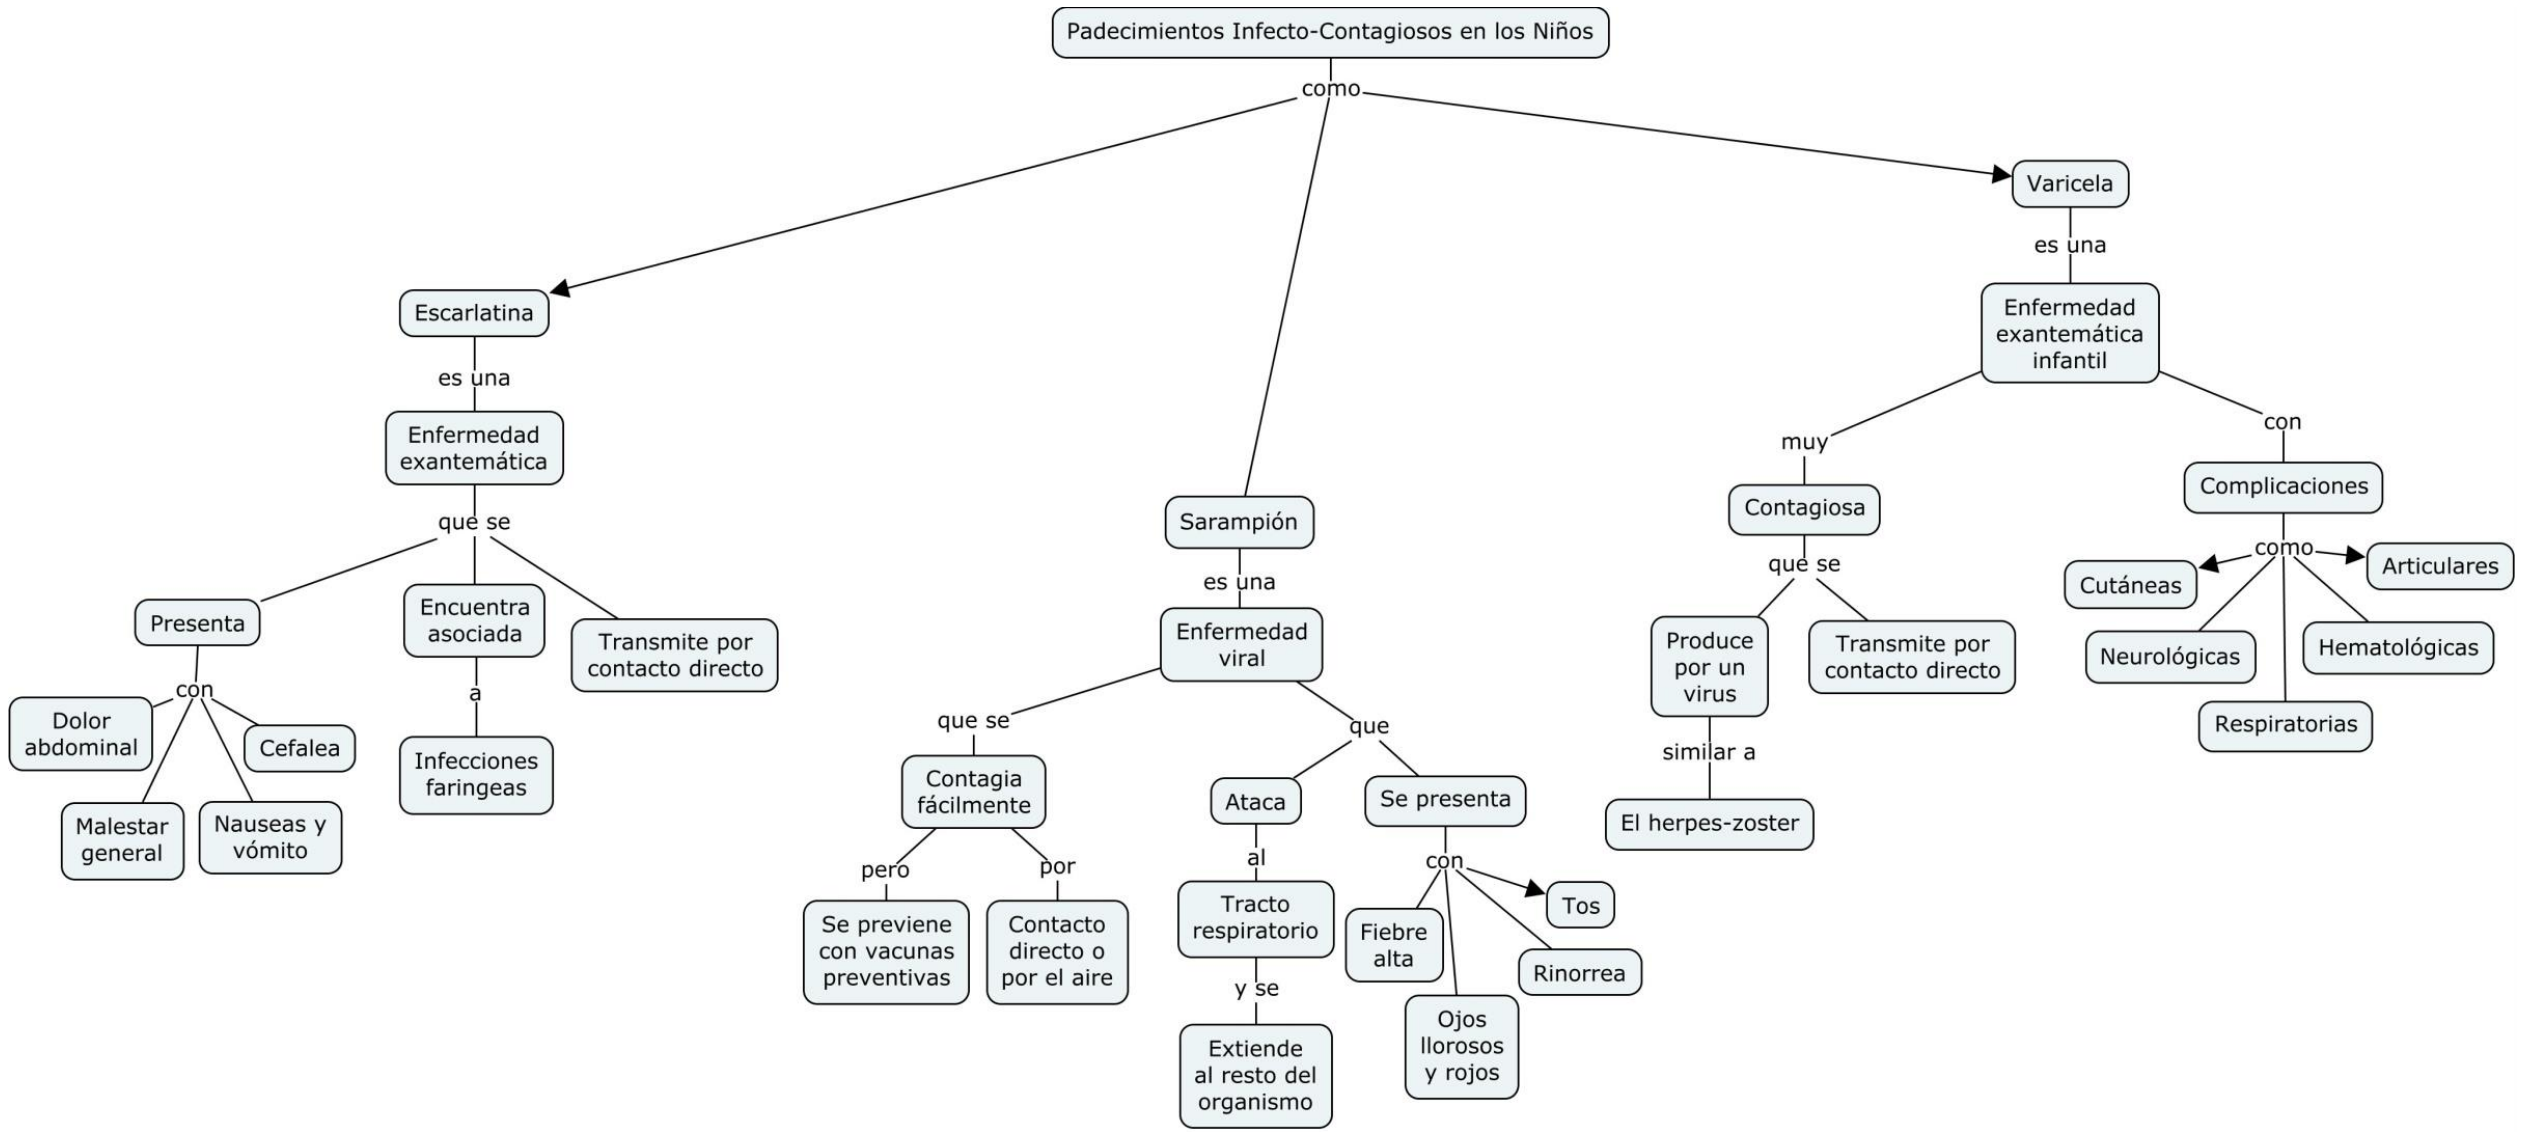 Padecimientos Infecto-Contagiosos en los Niños
como
Escarlatina
es una
Enfermedad
exantemática
que se
Presenta
con
Dolor
abdominal
Malestar
general
Nauseas y
vómito
Cefalea
Encuentra
asociada
a
Infecciones
faringeas
Transmite por
contacto directo
Sarampión
es una
Enfermedad
viral
que se
Contagia
fácilmente
pero
Se previene
con vacunas
preventivas
por
Contacto
directo o
por el aire
que
Ataca
al
Tracto
respiratorio
y se
Extiende
al resto del
organismo
Se presenta
con
Fiebre
alta
Ojos
llorosos
y rojos
Rinorrea
Tos
Varicela
es una
Enfermedad
exantemática
infantil
muy
Contagiosa
que se
Produce
por un
virus
similar a
El herpes-zoster
Transmite por
contacto directo
con
Complicaciones
como
Cutáneas
Neurológicas
Respiratorias
Hematológicas
Articulares